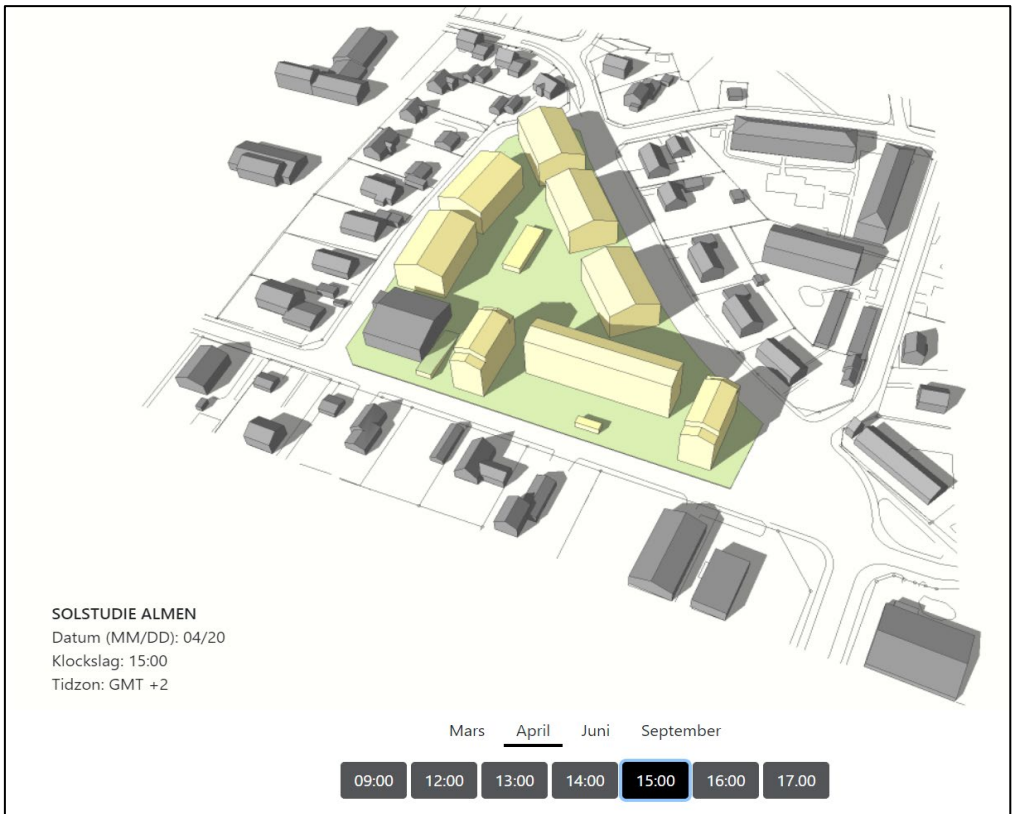 SOLSTUDIE ALMEN
Datum (MM/DD): 04/20
Klockslag: 15:00
Tidzon: GMT +2
Mars April Juni September
09:00 12:00 13:00 14:00 15:00 16:00 17.00